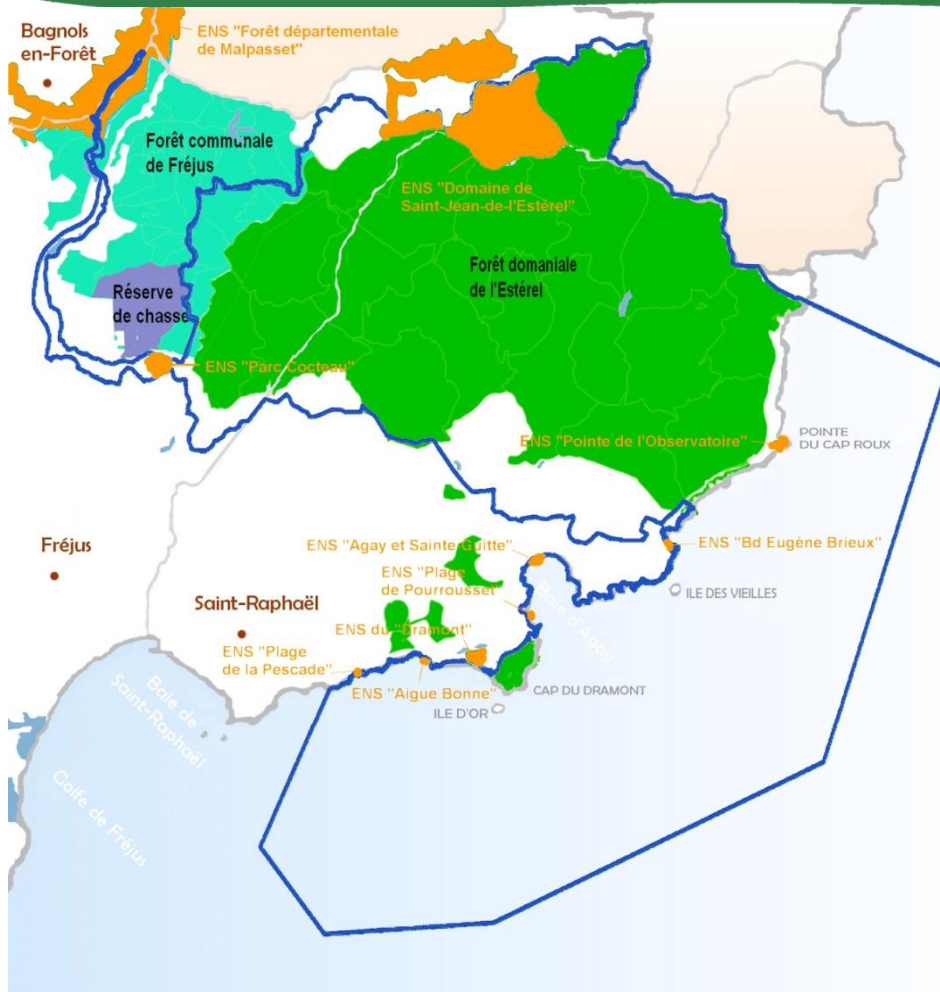 Bagnols
en-Forêt
ENS "Forêt départementale
de Malpasset"
Forêt communale
de Fréjus
ENS "Domaine de
Saint-Jean-de-l'Estérel"
Forêt domaniale
de l'Estérel
Réserve
de chasse
ENS "Parc Cocteau"
ENS "Pointe de l'Observatoire"
POINTE
DU CAP ROUX
Fréjus
ENS "Agay et Sainte-Guitte"
ENS "Bd Eugène Brieux"
ENS "Plage
de Pourrousset"
Baie d'Agay
ILE DES VIEILLES
Saint-Raphaël
ENS du "Dramont"
ENS "Plage
de la Pescade"
ENS "Aigue Bonne"
CAP DU DRAMONT
ILE D'OR
Baie de
Saint-Raphaël
Golfe de Fréjus